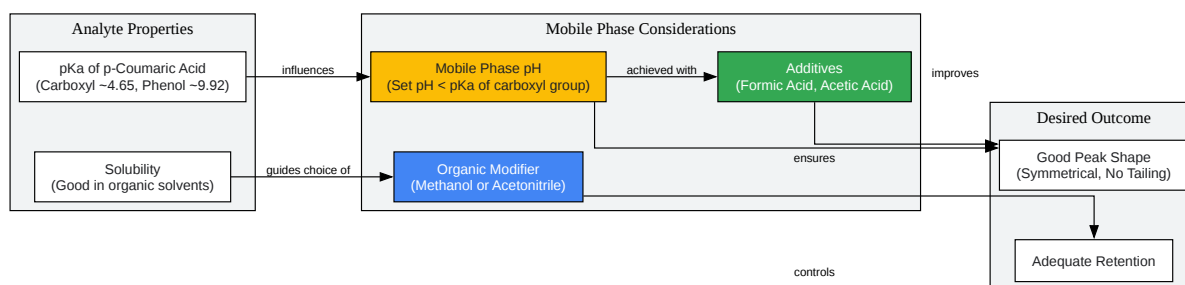 Analyte Properties
pKa of p-Coumaric Acid
(Carboxyl ~4.65, Phenol ~9.92)
Solubility
(Good in organic solvents)
influences
guides choice of
Mobile Phase Considerations
Mobile Phase pH
(Set pH < pKa of carboxyl group)
achieved with
Additives
(Formic Acid, Acetic Acid)
Organic Modifier
(Methanol or Acetonitrile)
improves
ensures
controls
Desired Outcome
Good Peak Shape
(Symmetrical, No Tailing)
Adequate Retention